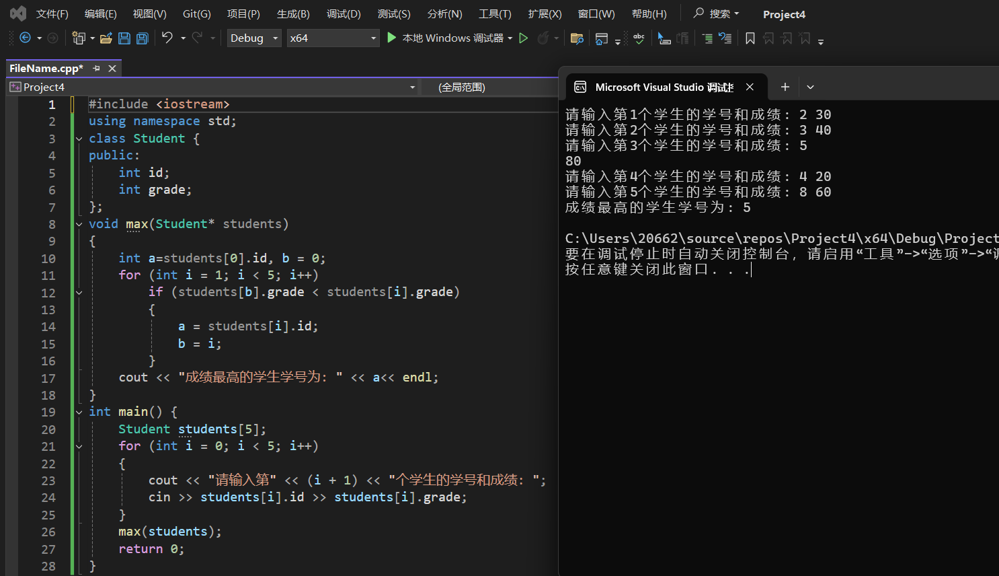 文件(F) 编辑(E) 视图(V) Git(G) 项目(P) 生成(B) 调试(D) 测试(S) 分析(N) 工具(T) 扩展(X) 窗口(W) 帮助(H) 搜索 Project4
Debug x64 本地 Windows 调试器 abc
FileName.cpp*
Project4 (全局范围)
1 #include <iostream>
2 using namespace std;
3 class Student {
4 public:
5 int id;
6 int grade;
7 };
8 void max(Student* students)
9 {
10 int a=students[0].id, b = 0;
11 for (int i = 1; i < 5; i++)
12 if (students[b].grade < students[i].grade)
13 {
14 a = students[i].id;
15 b = i;
16 }
17 cout << "成绩最高的学生学号为: " << a<< endl;
18 }
19 int main() {
20 Student students[5];
21 for (int i = 0; i < 5; i++)
22 {
23 cout << "请输入第" << (i + 1) << "个学生的学号和成绩: ";
24 cin >> students[i].id >> students[i].grade;
25 }
26 max(students);
27 return 0;
28 }
Microsoft Visual Studio 调试
请输入第1个学生的学号和成绩: 2 30
请输入第2个学生的学号和成绩: 3 40
请输入第3个学生的学号和成绩: 5
80
请输入第4个学生的学号和成绩: 4 20
请输入第5个学生的学号和成绩: 8 60
成绩最高的学生学号为: 5
C:\Users\20662\source\repos\Project4\x64\Debug\Project
要在调试停止时自动关闭控制台, 请启用“工具”->“选项”->“调
按任意键关闭此窗口. . .